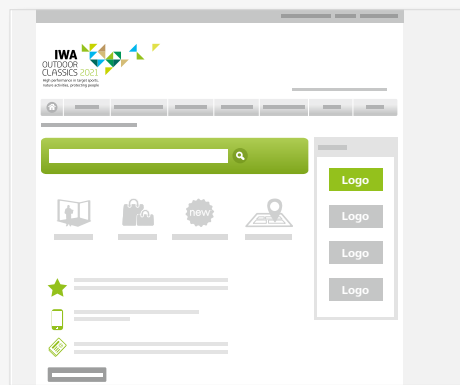 IWA
OUTDOOR
CLASSICS 2021
High performance in target sports,
nature activities, protecting people
new
Logo
Logo
Logo
Logo